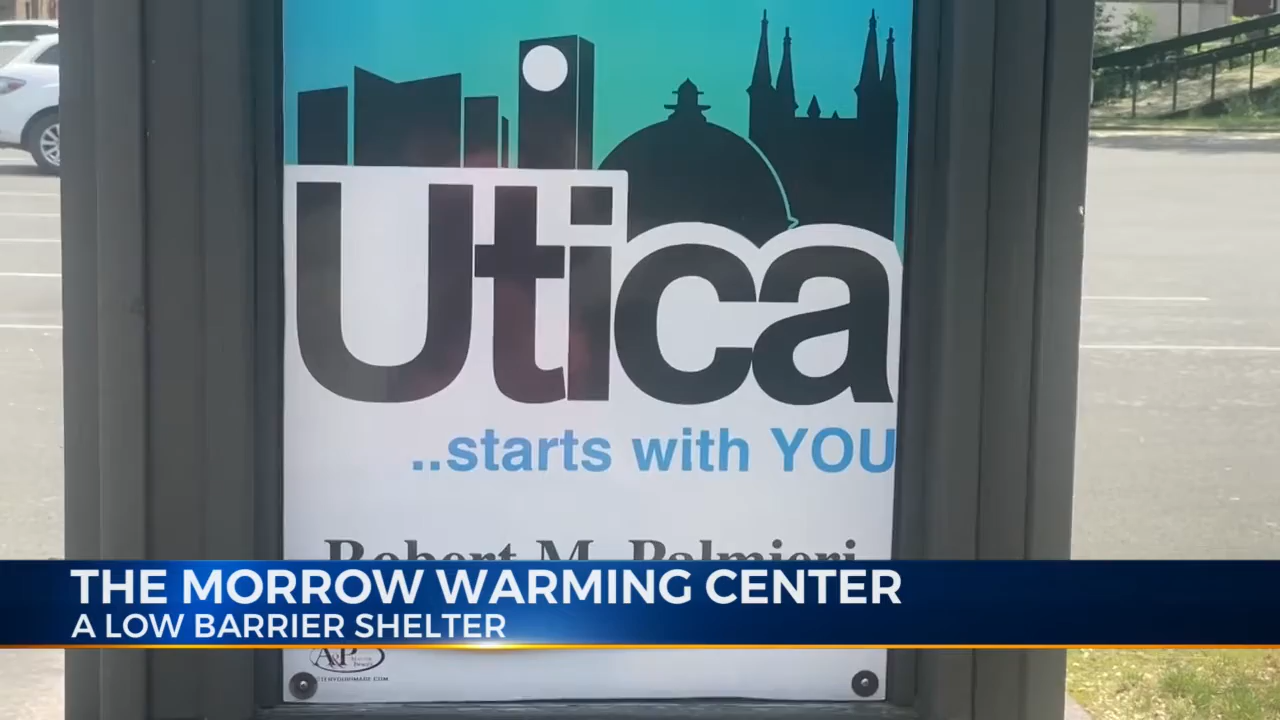 Utica
..starts with YOU
Robert M. Palmieri
THE MORROW WARMING CENTER
A LOW BARRIER SHELTER
A&P